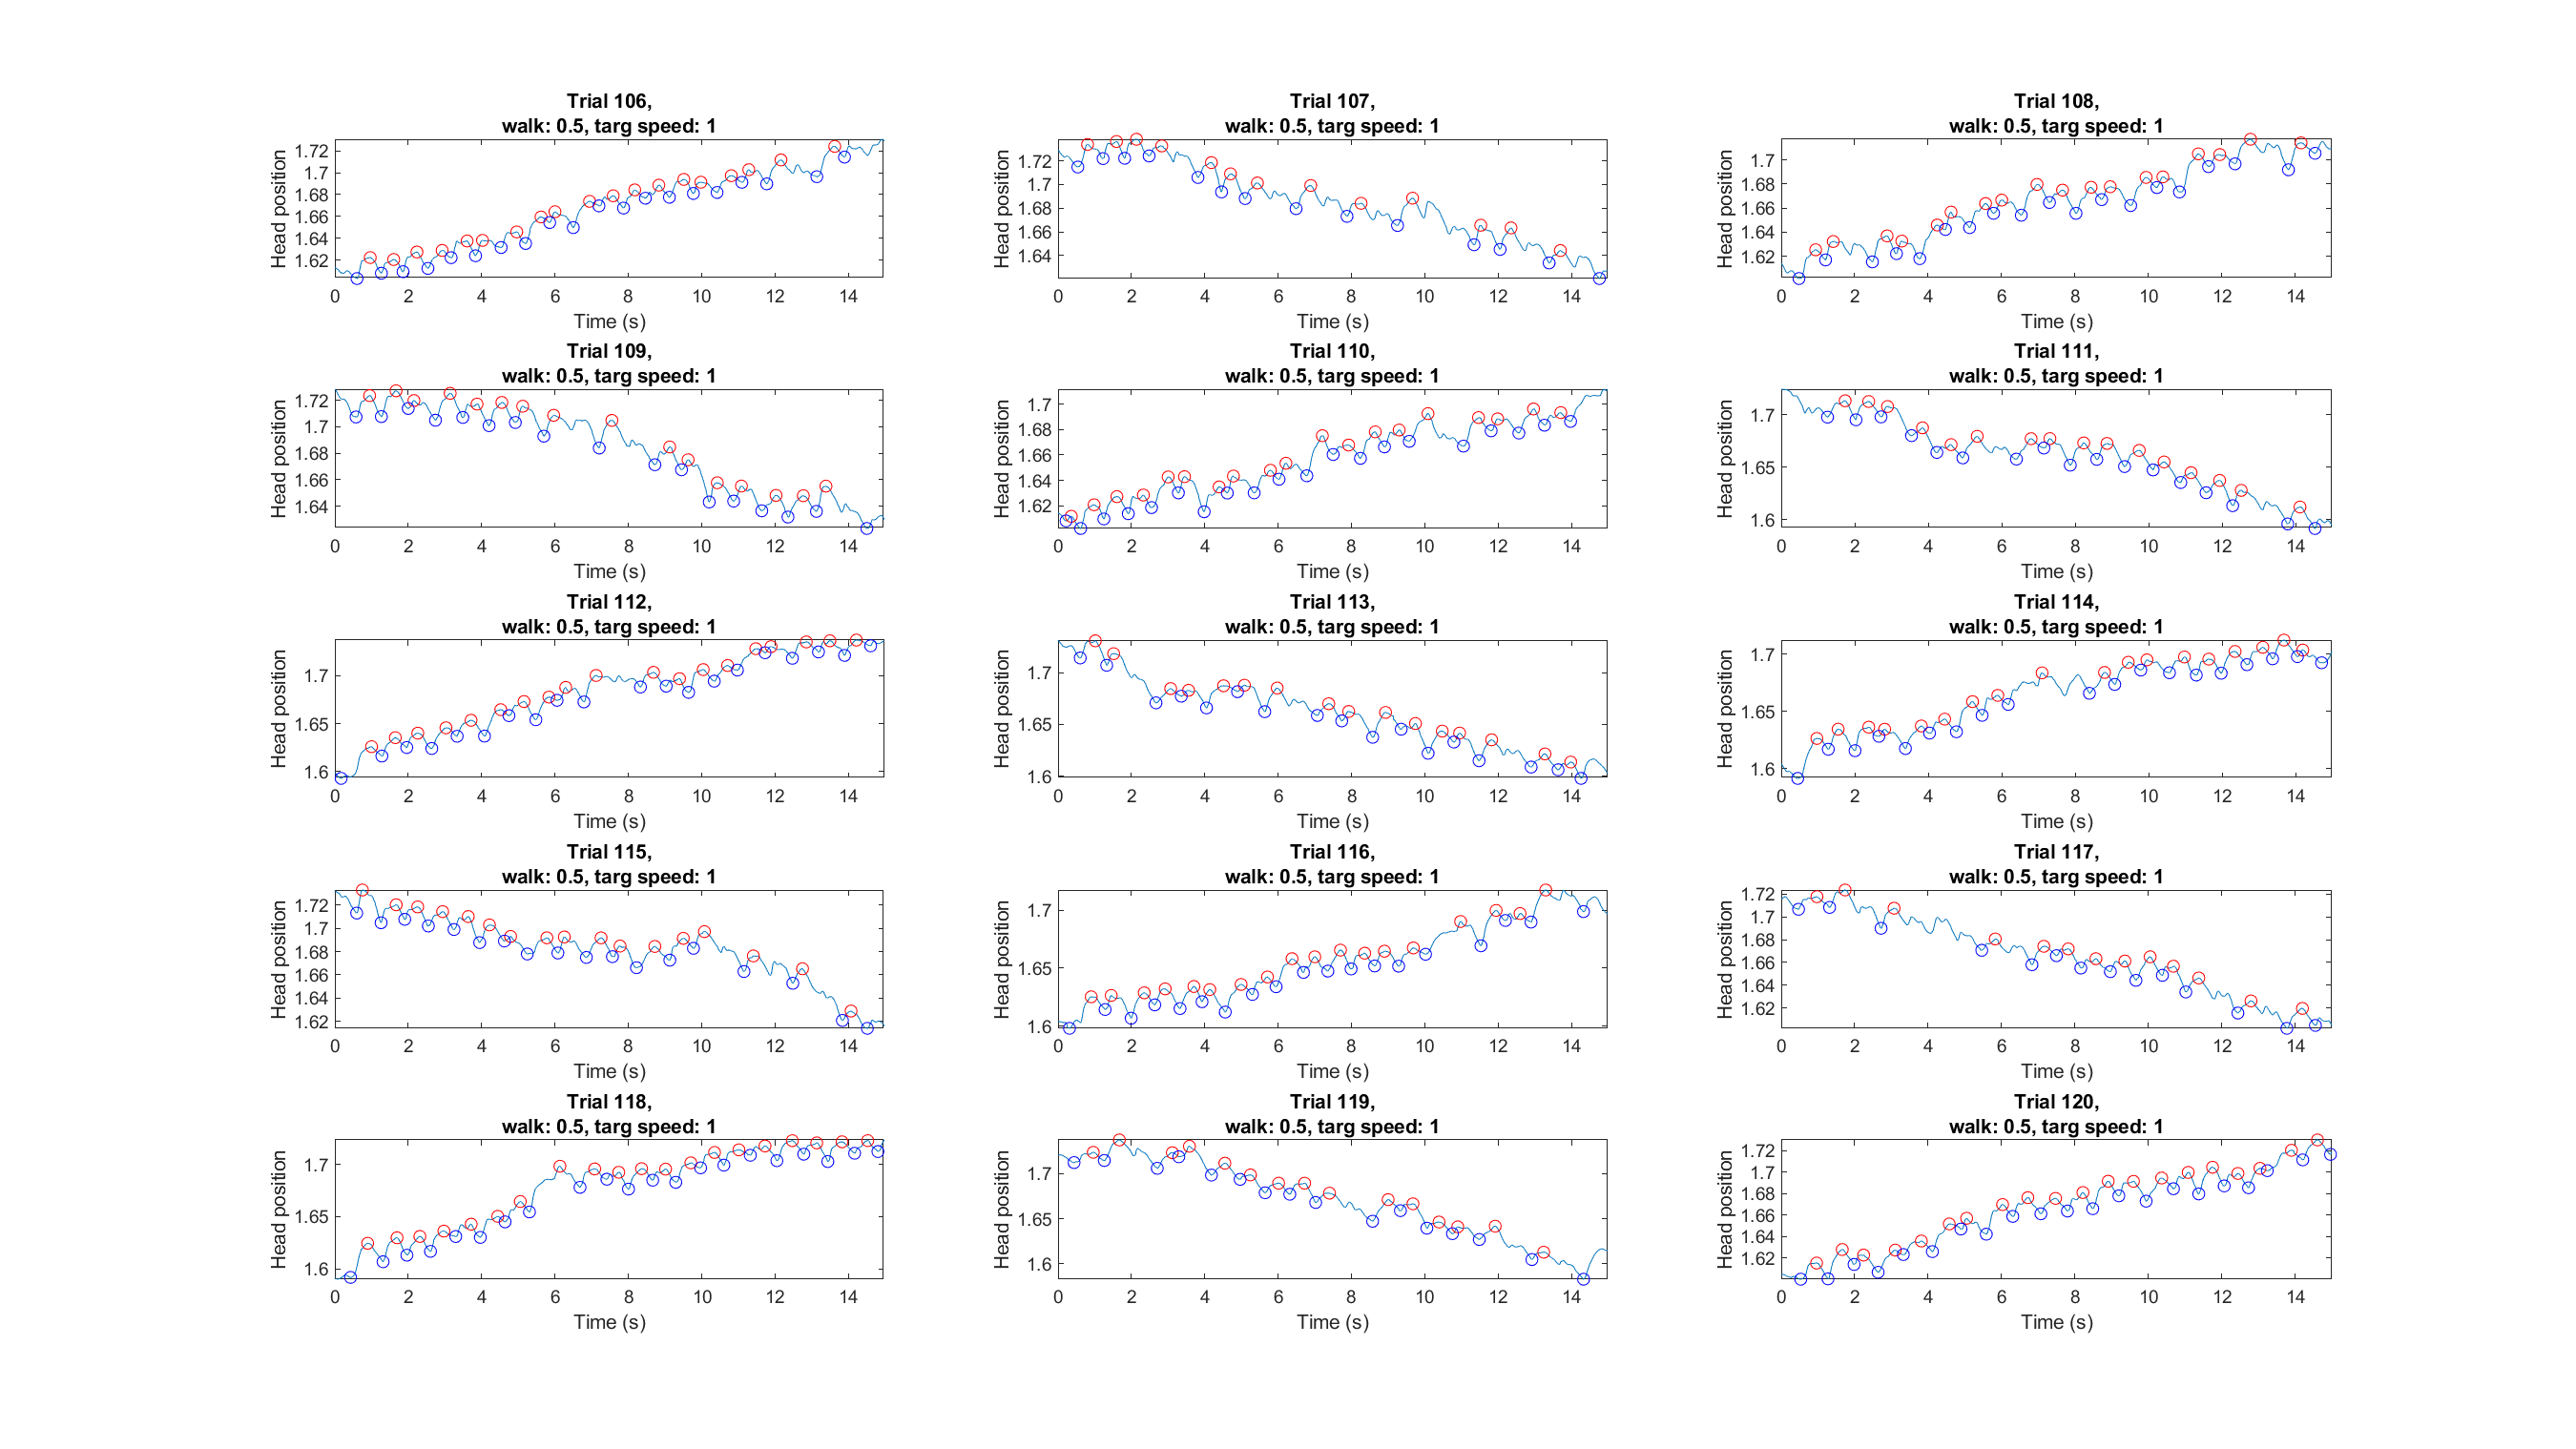 Trial 106,
walk: 0.5, targ speed: 1
1.72
1.7
1.68
1.66
1.64
1.62
Head position
0 2 4 6 8 10 12 14
Time (s)
Trial 107,
walk: 0.5, targ speed: 1
1.72
1.7
1.68
1.66
1.64
Head position
0 2 4 6 8 10 12 14
Time (s)
Trial 108,
walk: 0.5, targ speed: 1
1.7
1.68
1.66
1.64
1.62
Head position
0 2 4 6 8 10 12 14
Time (s)
Trial 109,
walk: 0.5, targ speed: 1
1.72
1.7
1.68
1.66
1.64
Head position
0 2 4 6 8 10 12 14
Time (s)
Trial 110,
walk: 0.5, targ speed: 1
1.7
1.68
1.66
1.64
1.62
Head position
0 2 4 6 8 10 12 14
Time (s)
Trial 111,
walk: 0.5, targ speed: 1
1.7
1.65
1.6
Head position
0 2 4 6 8 10 12 14
Time (s)
Trial 112,
walk: 0.5, targ speed: 1
1.7
1.65
1.6
Head position
0 2 4 6 8 10 12 14
Time (s)
Trial 113,
walk: 0.5, targ speed: 1
1.7
1.65
1.6
Head position
0 2 4 6 8 10 12 14
Time (s)
Trial 114,
walk: 0.5, targ speed: 1
1.7
1.65
1.6
Head position
0 2 4 6 8 10 12 14
Time (s)
Trial 115,
walk: 0.5, targ speed: 1
1.72
1.7
1.68
1.66
1.64
1.62
Head position
0 2 4 6 8 10 12 14
Time (s)
Trial 116,
walk: 0.5, targ speed: 1
1.7
1.65
1.6
Head position
0 2 4 6 8 10 12 14
Time (s)
Trial 117,
walk: 0.5, targ speed: 1
1.72
1.7
1.68
1.66
1.64
1.62
Head position
0 2 4 6 8 10 12 14
Time (s)
Trial 118,
walk: 0.5, targ speed: 1
1.7
1.65
1.6
Head position
0 2 4 6 8 10 12 14
Time (s)
Trial 119,
walk: 0.5, targ speed: 1
1.7
1.65
1.6
Head position
0 2 4 6 8 10 12 14
Time (s)
Trial 120,
walk: 0.5, targ speed: 1
1.72
1.7
1.68
1.66
1.64
1.62
Head position
0 2 4 6 8 10 12 14
Time (s)